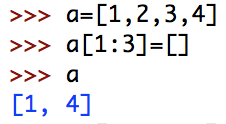 >>> a=[1,2,3,4]
>>> a[1:3]=[]
>>> a
[1, 4]